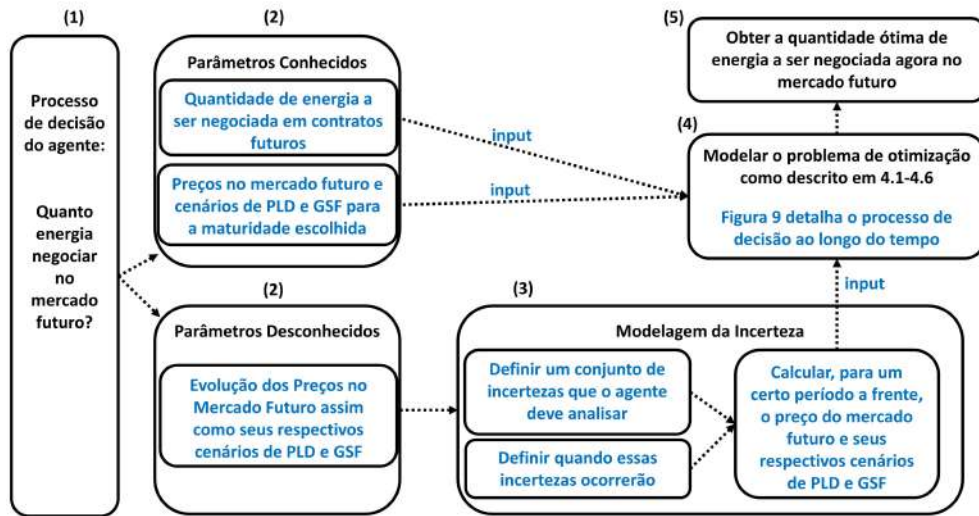 (1)
Processo
de decisão
do agente:
Quanto
energia
negociar
no
mercado
futuro?
(2)
Parâmetros Conhecidos
Quantidade de energia a
ser negociada em contratos
futuros
Preços no mercado futuro e
cenários de PLD e GSF para
a maturidade escolhida
input
input
(2)
Parâmetros Desconhecidos
Evolução dos Preços no
Mercado Futuro assim
como seus respectivos
cenários de PLD e GSF
(3)
Modelagem da Incerteza
Definir um conjunto de
incertezas que o agente
deve analisar
Definir quando essas
incertezas ocorrerão
Calcular, para um
certo período a frente,
o preço do mercado
futuro e seus
respectivos cenários
de PLD e GSF
input
(4)
Modelar o problema de otimização
como descrito em 4.1-4.6
Figura 9 detalha o processo de
decisão ao longo do tempo
(5)
Obter a quantidade ótima de
energia a ser negociada agora no
mercado futuro